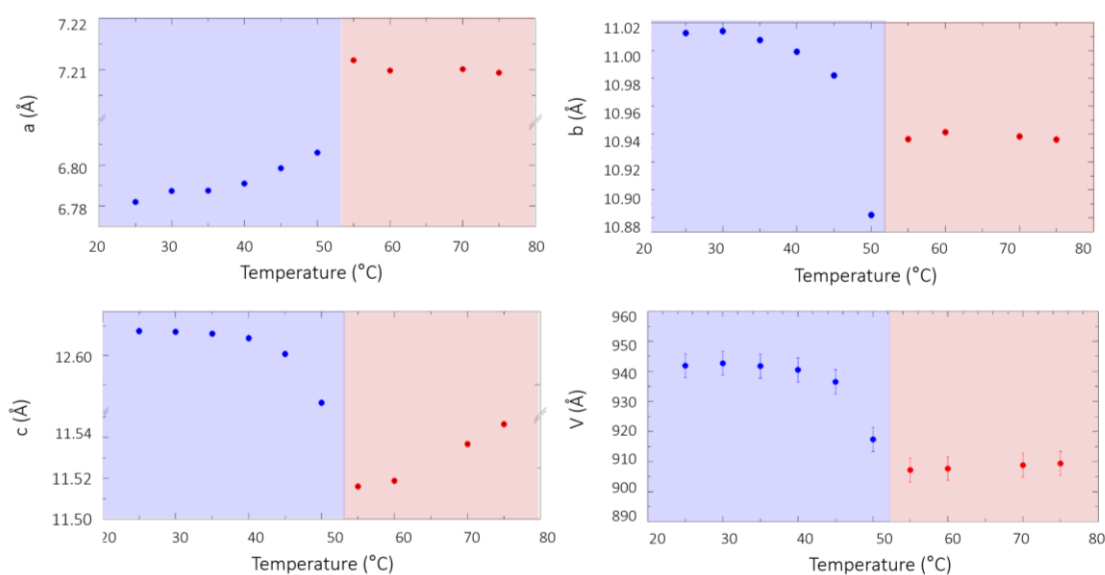 7.22
7.21
a (Å)
6.80
6.78
20 30 40 50 60 70 80
Temperature (°C)
11.02
11.00
10.98
b (Å)
10.96
10.94
10.92
10.90
10.88
20 30 40 50 60 70 80
Temperature (°C)
12.60
c (Å)
11.54
11.52
11.50
20 30 40 50 60 70 80
Temperature (°C)
960
950
940
930
V (Å)
920
910
900
890
20 30 40 50 60 70 80
Temperature (°C)